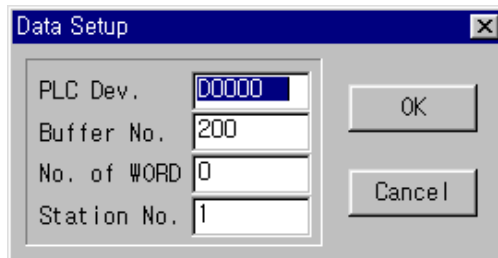 Data Setup
PLC Dev. D0000
Buffer No. 200
No. of WORD 0
Station No. 1
OK
Cancel